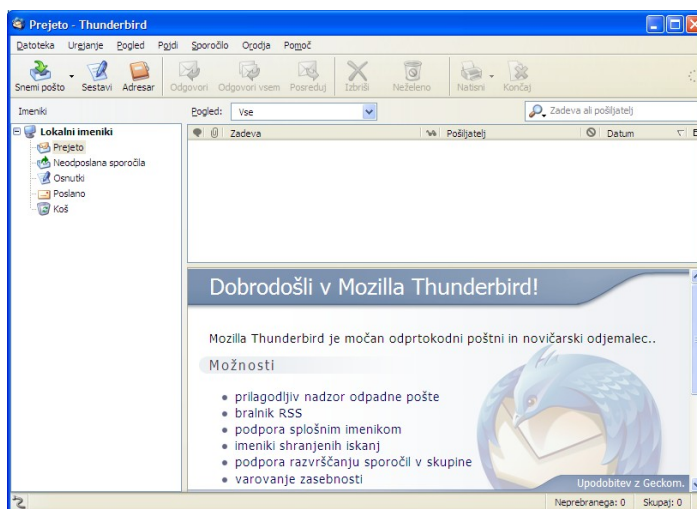 Prejeto - Thunderbird
Datoteka Urejanje Pogled Pojdi Sporočilo Orodja Pomoč
Snemi pošto Sestavi Adresar Odgovori Odgovori vsem Posreduj Izbriši Neželeno Natisni Končaj
Imeniki Pogled: Vse Zadeva ali pošiljatelj
Lokalni imeniki
Zadeva Pošiljatelj Datum
Prejeto
Neodposlana sporočila
Osnutki
Poslano
Koš
Dobrodošli v Mozilla Thunderbird!
Mozilla Thunderbird je močan odprtokodni poštni in novičarski odjemalec..
Možnosti
prilagodljiv nadzor odpadne pošte
bralnik RSS
podpora splošnim imenikom
imeniki shranjenih iskanj
podpora razvrščanju sporočil v skupine
varovanje zasebnosti
Upodobitev z Geckom.
Neprebranega: 0 Skupaj: 0